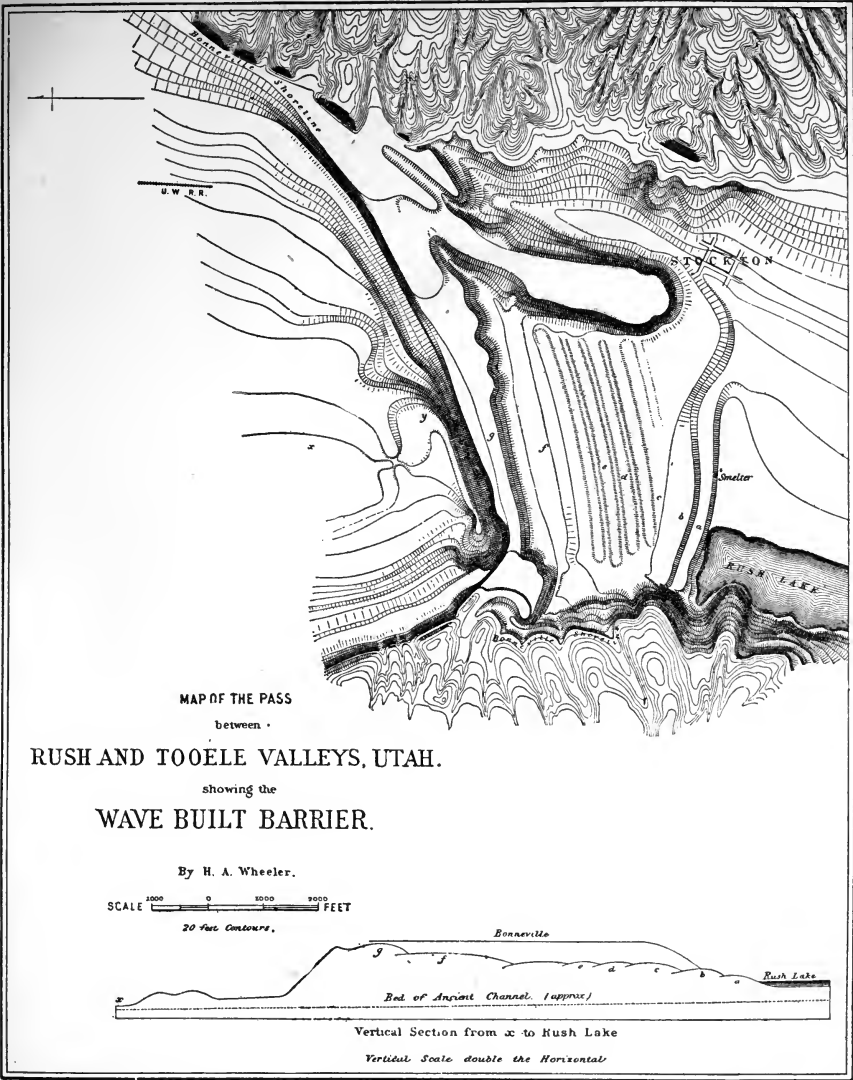 Bonneville Shoreline
U.W R.R.
STOCKTON
y
x
g
f
e
d
c
b
a
Smelter
RUSH LAKE
Bonneville Shoreline
MAP OF THE PASS
between
RUSH AND TOOELE VALLEYS, UTAH.
showing the
WAVE BUILT BARRIER.
By H. A. Wheeler.
SCALE 1000 0 1000 2000 FEET
20 feet Contours.
Bonneville
g f e d c b a Rush Lake
x Bed of Ancient Channel. (approx)
Vertical Section from x to Rush Lake
Vertical Scale double the Horizontal